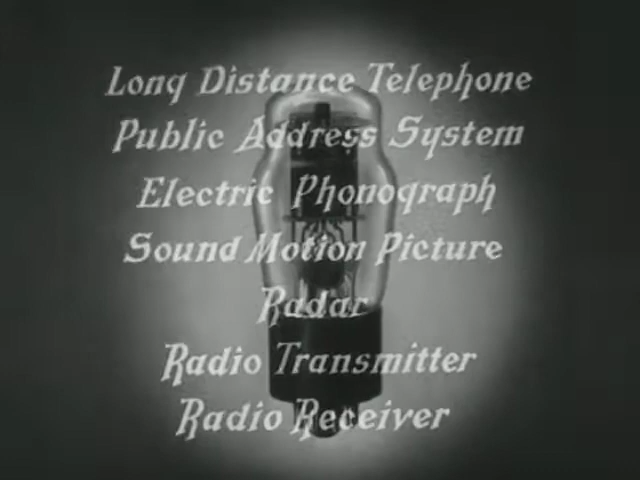 Long Distance Telephone
Public Address System
Electric Phonograph
Sound Motion Picture
Radar
Radio Transmitter
Radio Receiver